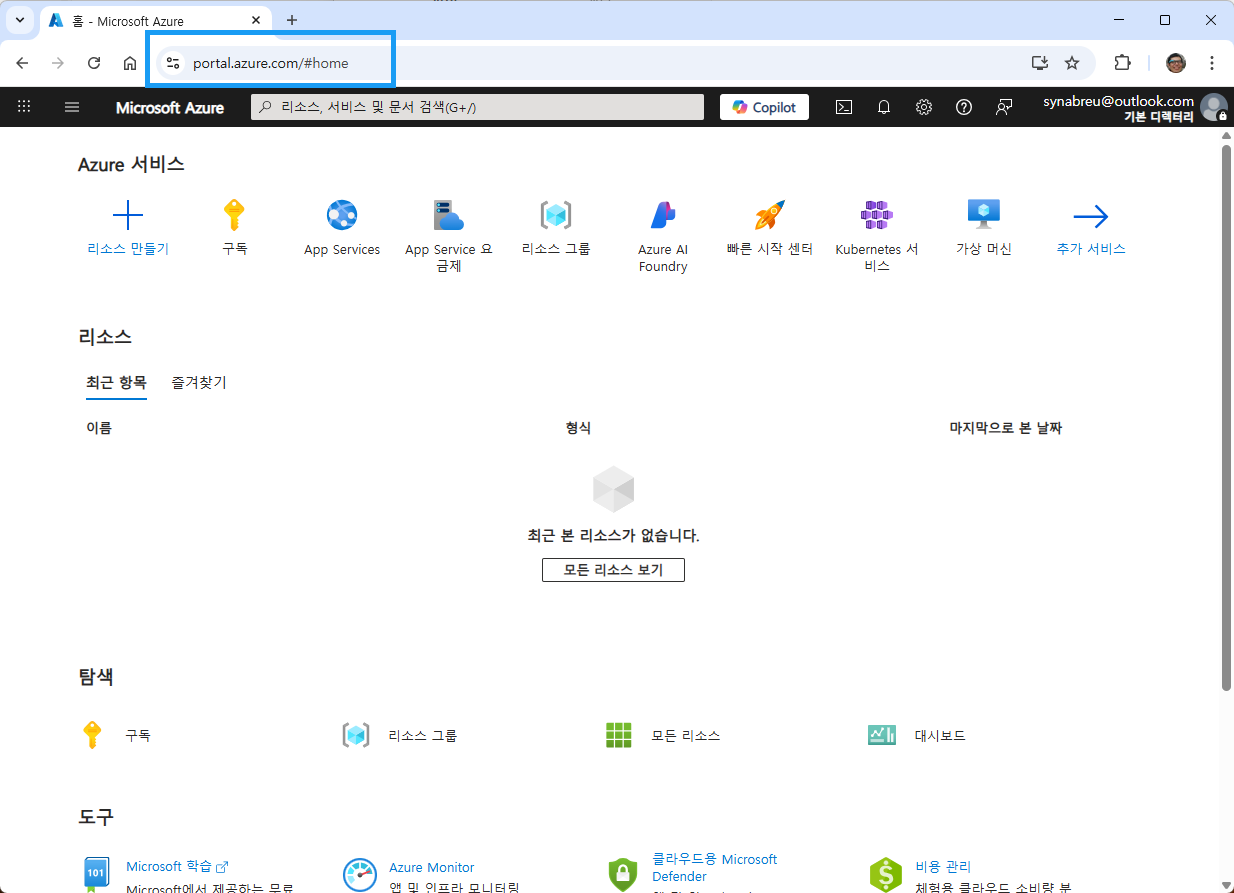 홈 - Microsoft Azure
portal.azure.com/#home
Microsoft Azure
리소스, 서비스 및 문서 검색(G+/)
Copilot
synabreu@outlook.com
기본 디렉터리
Azure 서비스
리소스 만들기
구독
App Services
App Service 요
금제
리소스 그룹
Azure AI
Foundry
빠른 시작 센터
Kubernetes 서
비스
가상 머신
추가 서비스
리소스
최근 항목
즐겨찾기
이름
형식
마지막으로 본 날짜
최근 본 리소스가 없습니다.
모든 리소스 보기
탐색
구독
리소스 그룹
모든 리소스
대시보드
도구
101
Microsoft 학습
Microsoft에서 제공하는 무료
Azure Monitor
앱 및 인프라 모니터링
클라우드용 Microsoft
Defender
비용 관리
체험용 클라우드 소비량 분